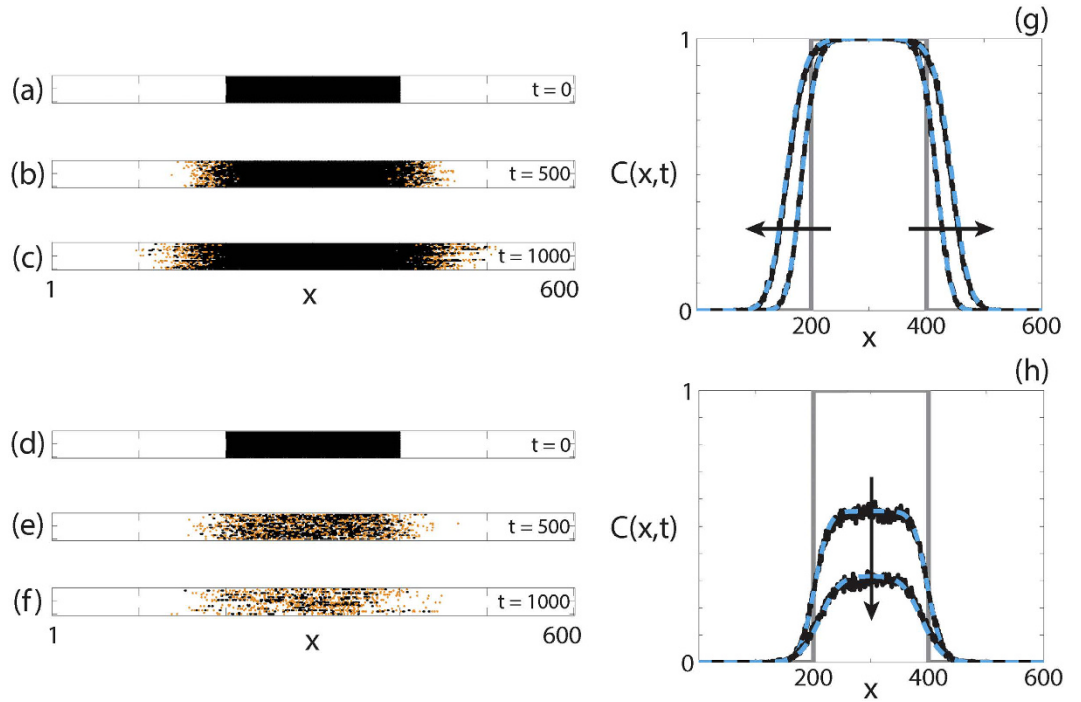 (a)
t = 0
(b)
t = 500
(c)
t = 1000
1
x
600
(d)
t = 0
(e)
t = 500
(f)
t = 1000
1
x
600
(g)
1
C(x,t)
0
200
400
600
x
(h)
1
C(x,t)
0
200
400
600
x